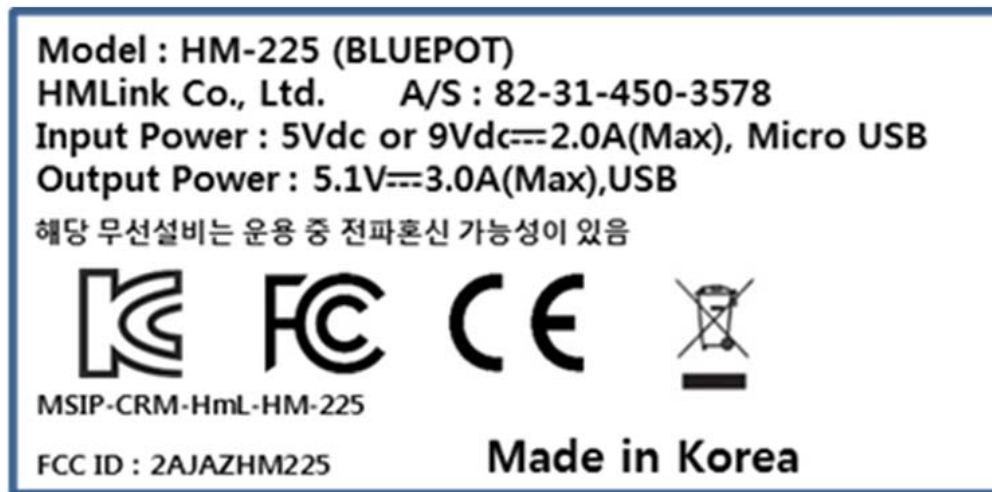 Model : HM-225 (BLUEPOT)
HMLink Co., Ltd. A/S : 82-31-450-3578
Input Power : 5Vdc or 9Vdc⎓2.0A(Max), Micro USB
Output Power : 5.1V⎓3.0A(Max),USB
해당 무선설비는 운용 중 전파혼신 가능성이 있음
KC FC CE
MSIP-CRM-HmL-HM-225
FCC ID : 2AJAZHM225 Made in Korea